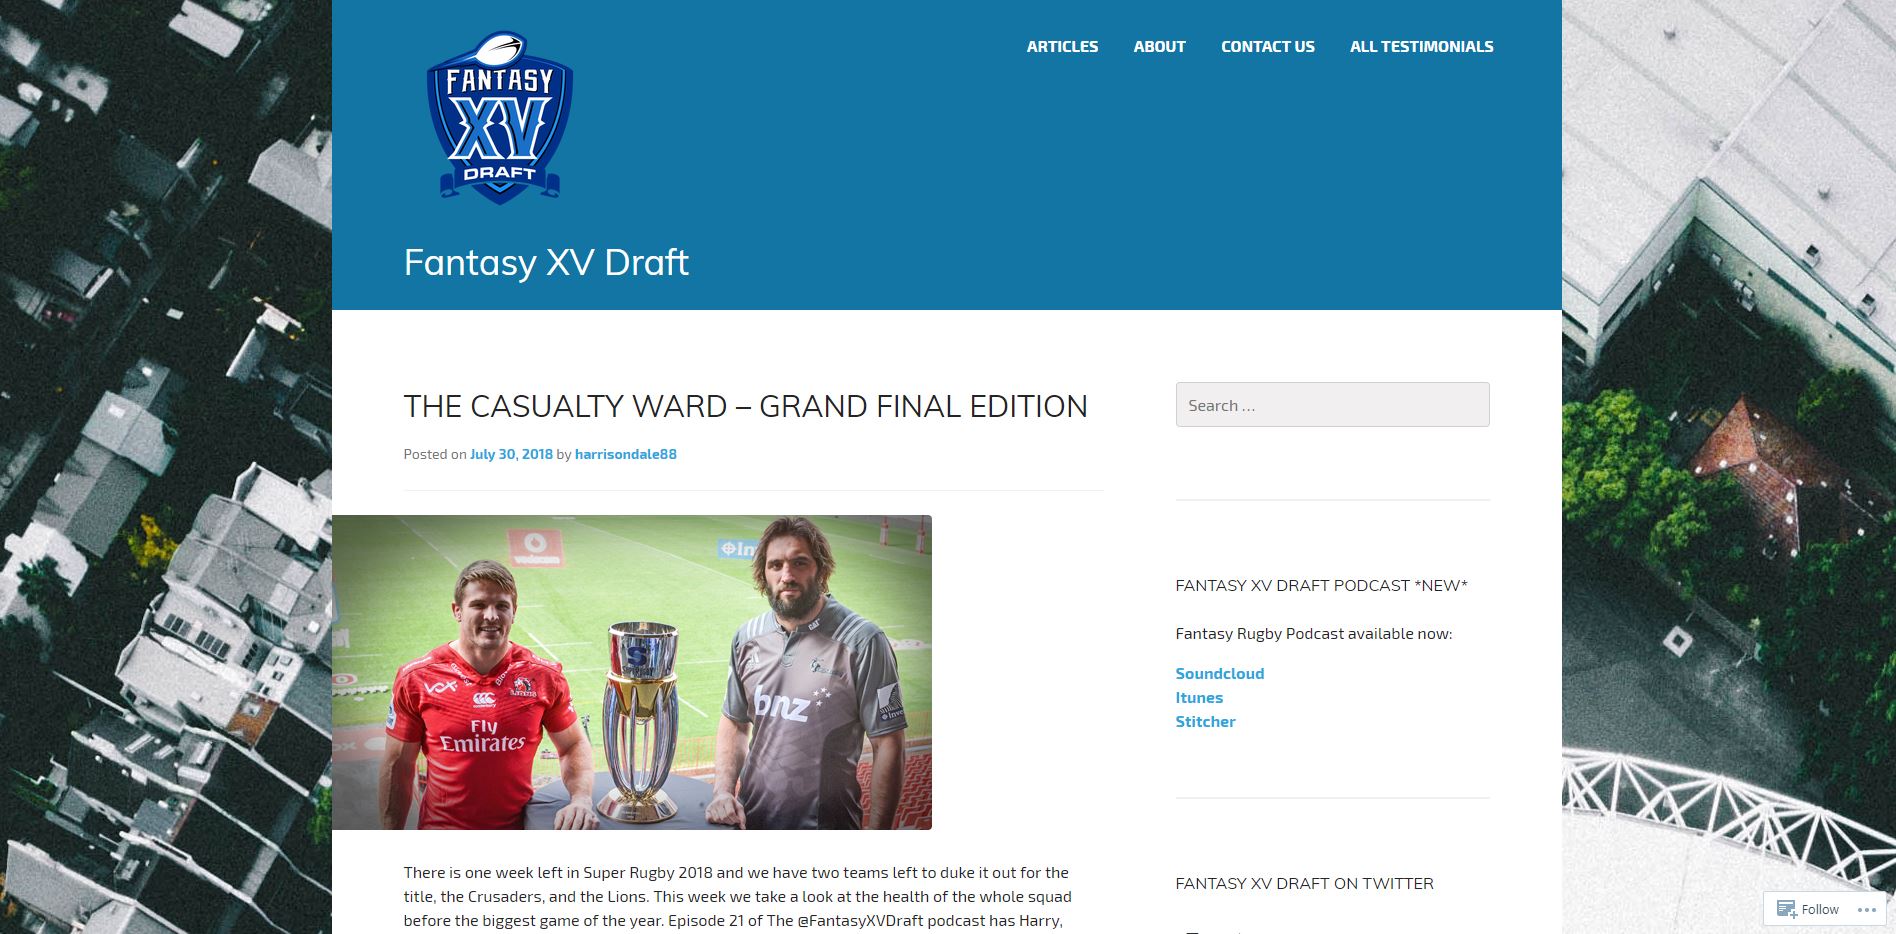 FANTASY
XV
DRAFT
ARTICLES ABOUT CONTACT US ALL TESTIMONIALS
Fantasy XV Draft
THE CASUALTY WARD – GRAND FINAL EDITION
Posted on July 30, 2018 by harrisondale88
vodacom
bnz
CAT
Fly
Emirates
There is one week left in Super Rugby 2018 and we have two teams left to duke it out for the
title, the Crusaders, and the Lions. This week we take a look at the health of the whole squad
before the biggest game of the year. Episode 21 of The @FantasyXVDraft podcast has Harry,
Search …
FANTASY XV DRAFT PODCAST *NEW*
Fantasy Rugby Podcast available now:
Soundcloud
Itunes
Stitcher
FANTASY XV DRAFT ON TWITTER
Follow